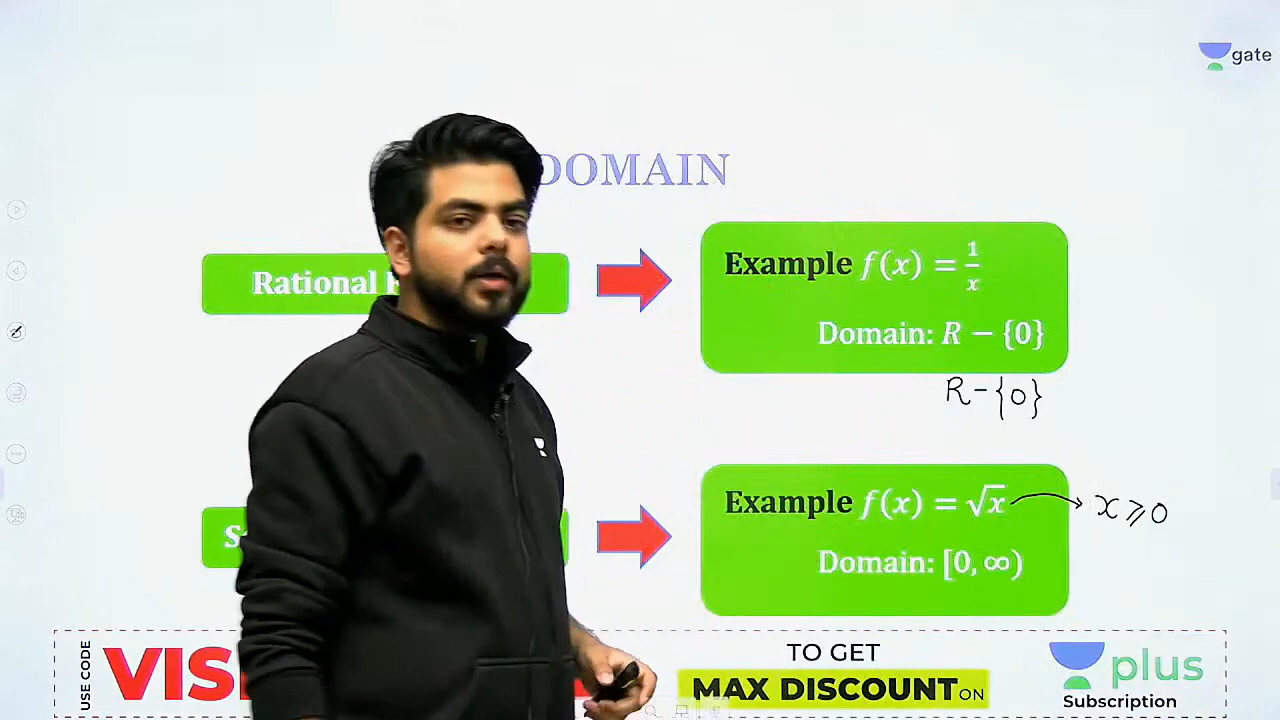 gate
DOMAIN
Rational
Example f(x) = 1/x
Domain: R − {0}
R-{0}
Example f(x) = √x
x ≥ 0
Domain: [0, ∞)
USE CODE
TO GET
MAX DISCOUNT ON
plus
Subscription